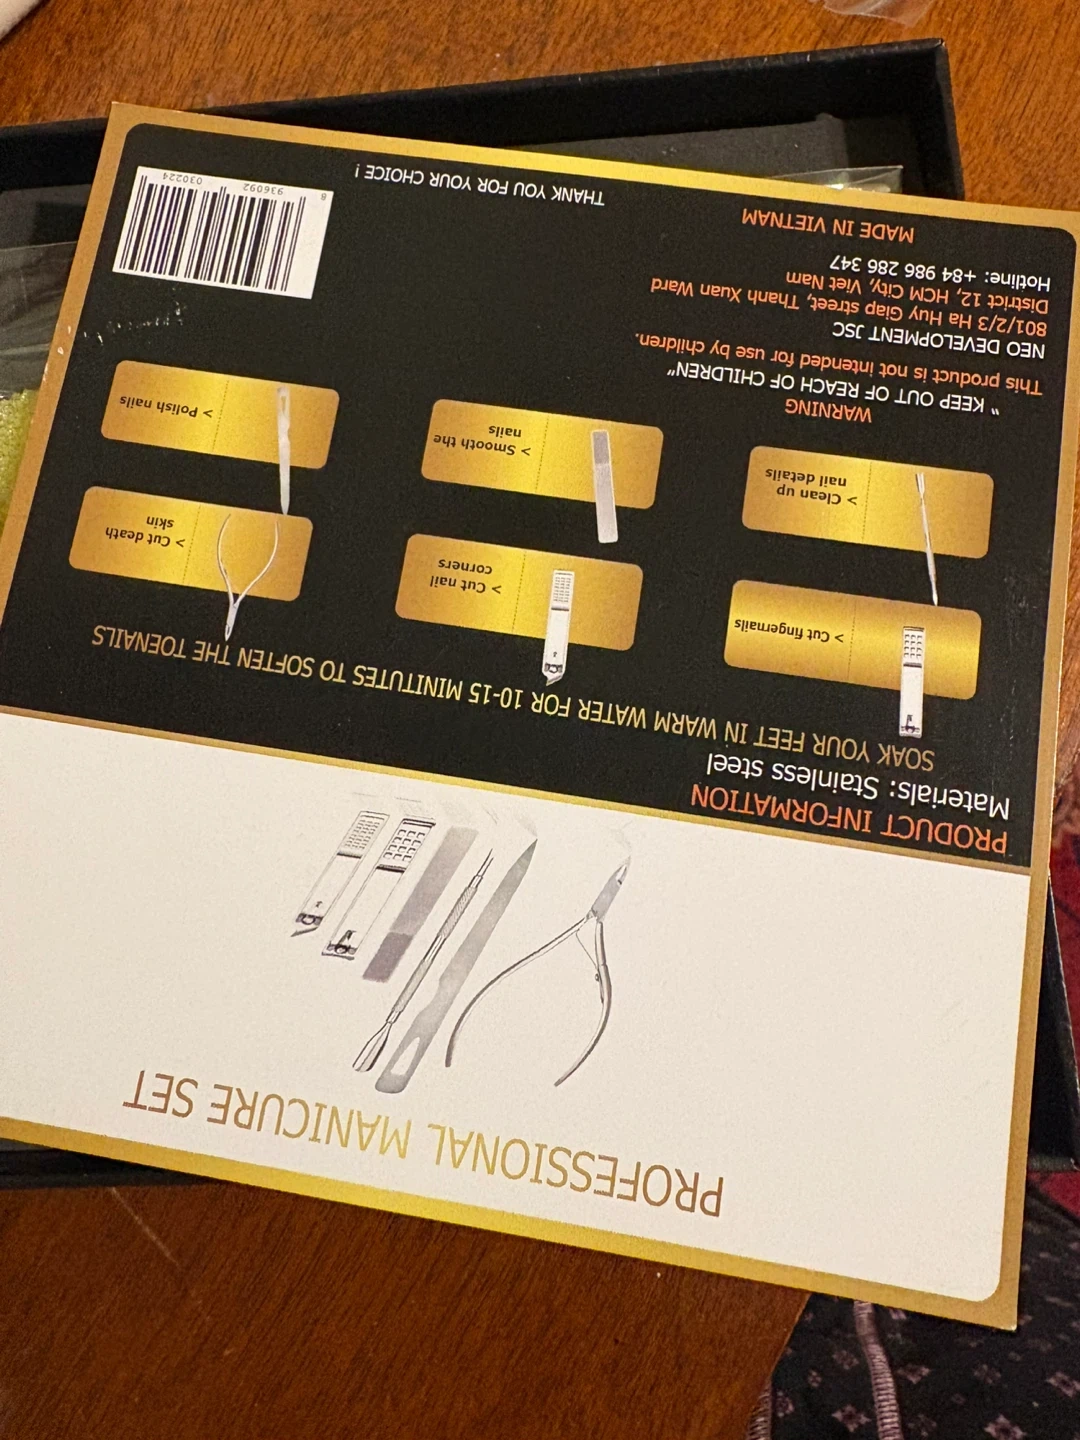 PROFESSIONAL MANICURE SET
PRODUCT INFORMATION
Materials: Stainless steel
SOAK YOUR FEET IN WARM WATER FOR 10-15 MINITUTES TO SOFTEN THE TOENAILS
> Cut fingernails
> Cut nail
corners
> Cut death
skin
> Clean up
nail details
> Smooth the
nails
> Polish nails
WARNING
" KEEP OUT OF REACH OF CHILDREN"
This product is not intended for use by children.
NEO DEVELOPMENT JSC
801/2/3 Ha Huy Giap street, Thanh Xuan Ward
District 12, HCM City, Viet Nam
Hotline: +84 986 286 347
MADE IN VIETNAM
THANK YOU FOR YOUR CHOICE !
8 936092 030224